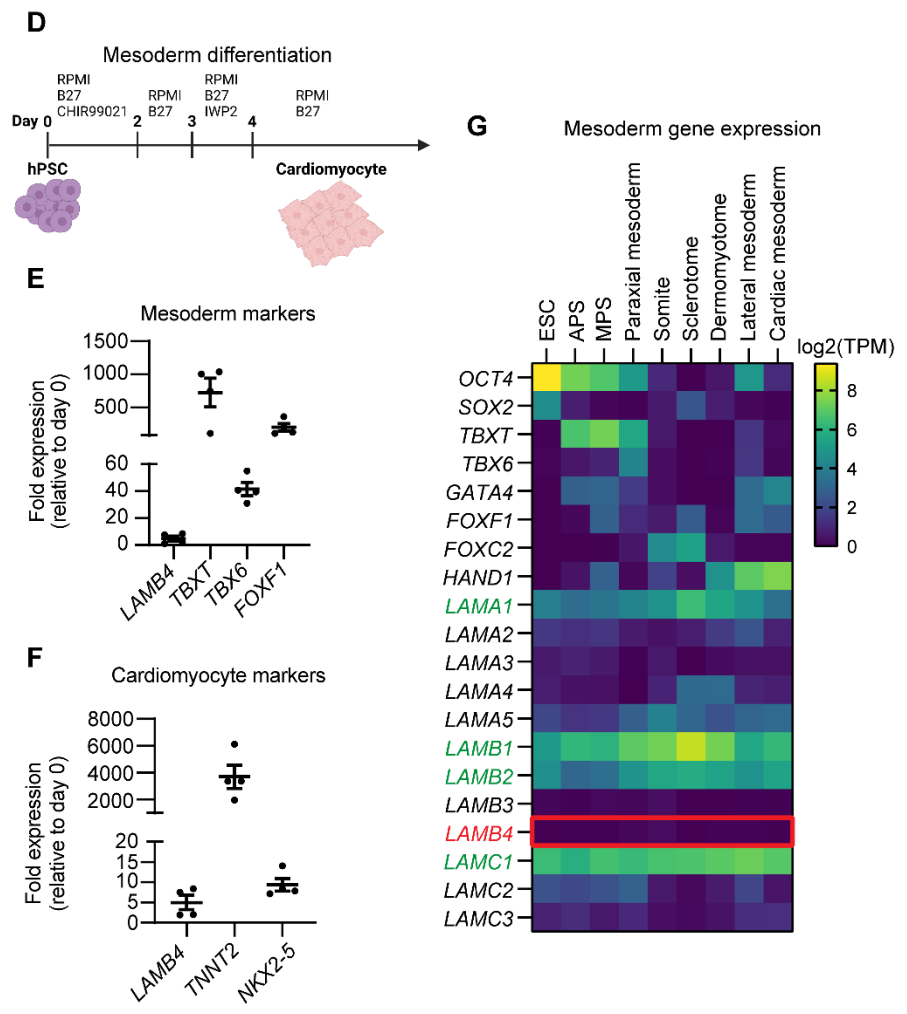 D
Mesoderm differentiation
RPMI
B27
CHIR99021
RPMI
B27
RPMI
B27
IWP2
RPMI
B27
Day 0 2 3 4
hPSC
Cardiomyocyte
E
Mesoderm markers
Fold expression
(relative to day 0)
1500
1000
500
60
40
20
0
LAMB4
TBXT
TBX6
FOXF1
F
Cardiomyocyte markers
Fold expression
(relative to day 0)
8000
6000
4000
2000
20
15
10
5
0
LAMB4
TNNT2
NKX2-5
G
Mesoderm gene expression
ESC
APS
MPS
Paraxial mesoderm
Somite
Sclerotome
Dermomyotome
Lateral mesoderm
Cardiac mesoderm
log2(TPM)
8
6
4
2
0
OCT4
SOX2
TBXT
TBX6
GATA4
FOXF1
FOXC2
HAND1
LAMA1
LAMA2
LAMA3
LAMA4
LAMA5
LAMB1
LAMB2
LAMB3
LAMB4
LAMC1
LAMC2
LAMC3